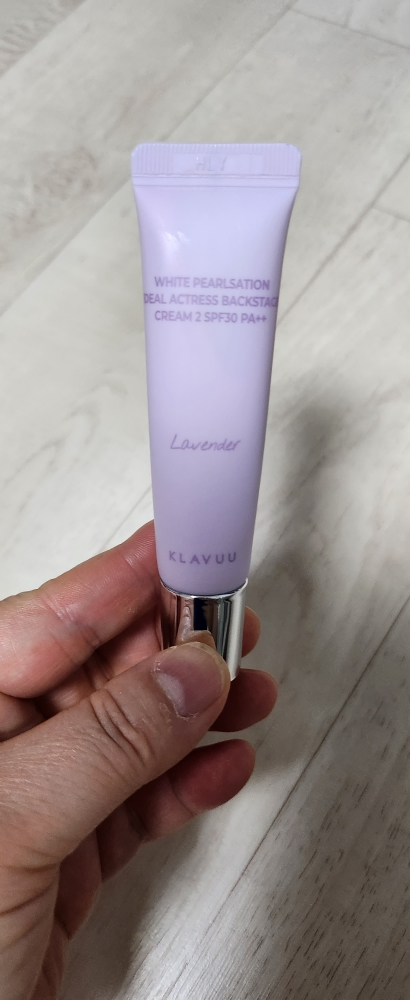 WHITE PEARLSATION
DEAL ACTRESS BACKSTAG
CREAM 2 SPF30 PA++
Lavender
KLAVUU